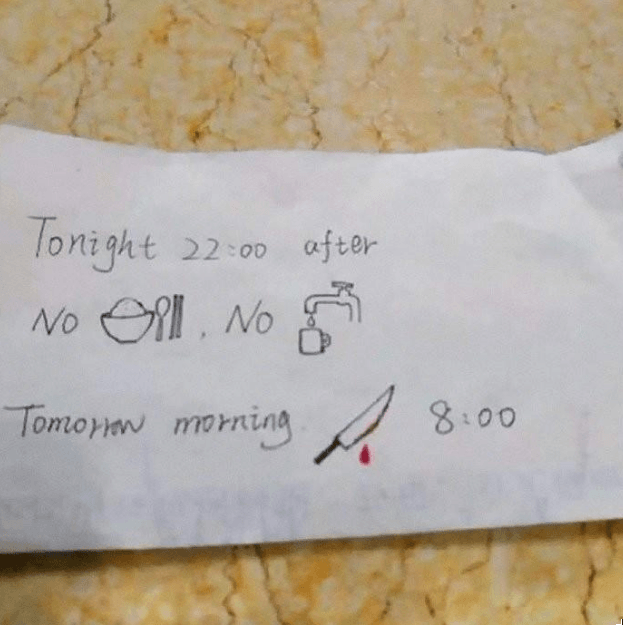 Tonight 22:00 after
No , No
Tomorrow morning 8:00